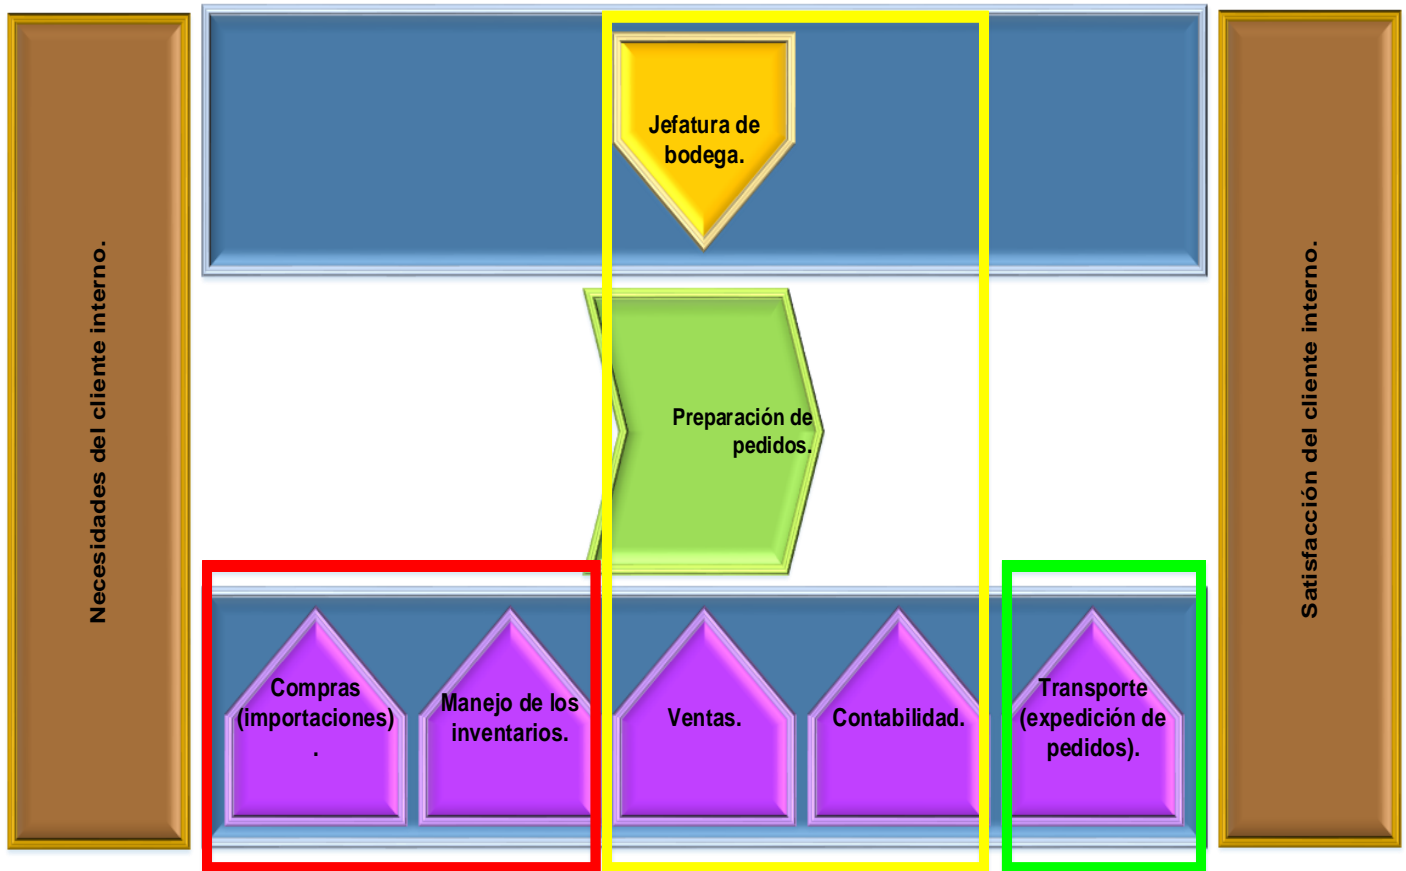 Necesidades del cliente interno.
Jefatura de
bodega.
Preparación de
pedidos.
Compras
(importaciones)
.
Manejo de los
inventarios.
Ventas.
Contabilidad.
Transporte
(expedición de
pedidos).
Satisfacción del cliente interno.